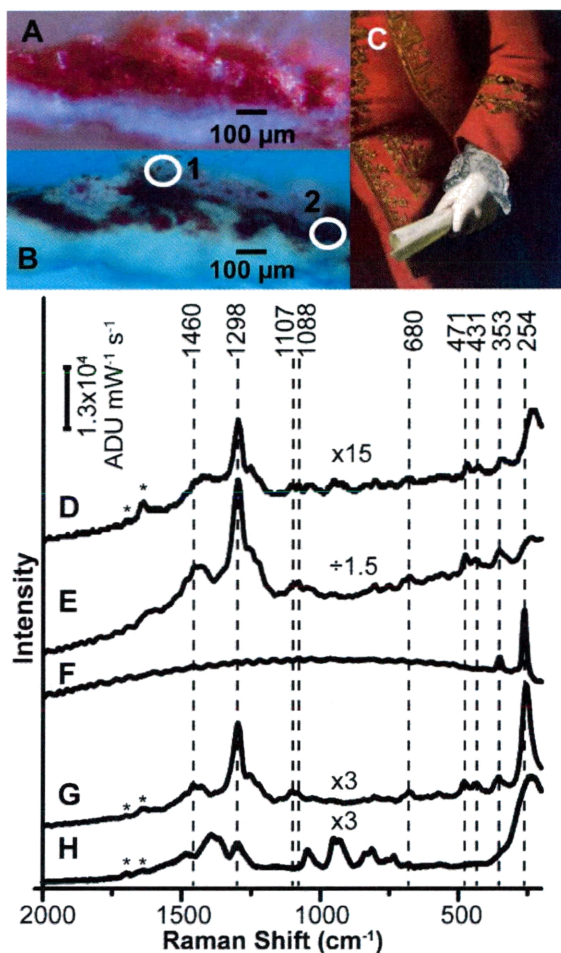 A
100 µm
C
1
2
B
100 µm
1460
1298
1107
1088
680
471
431
353
254
1.3x10⁴
ADU mW⁻¹ s⁻¹
x15
* *
D
÷1.5
E
F
x3
* *
G
x3
* *
H
Intensity
2000 1500 1000 500
Raman Shift (cm⁻¹)